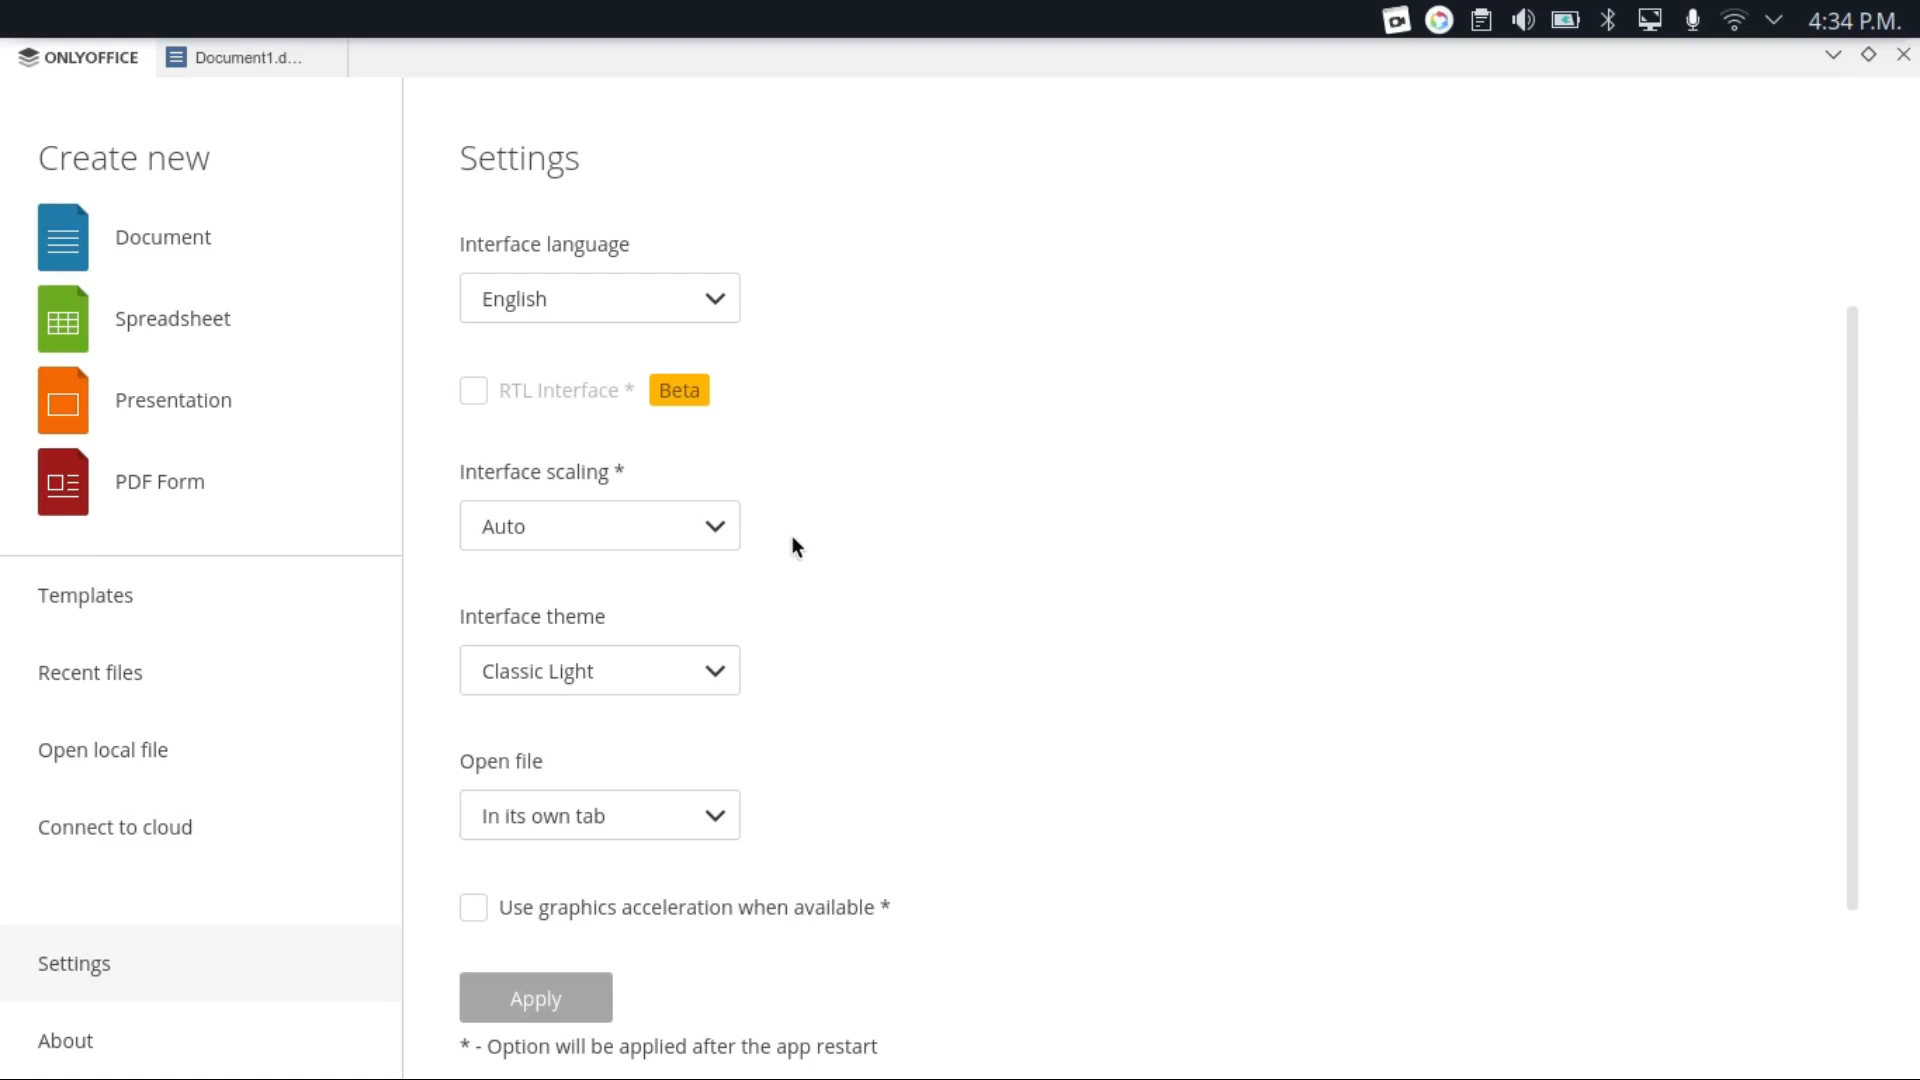 4:34 P.M.
ONLYOFFICE
Document1.d...
Create new
Document
Spreadsheet
Presentation
PDF Form
Templates
Recent files
Open local file
Connect to cloud
Settings
About
Settings
Interface language
English
RTL Interface * Beta
Interface scaling *
Auto
Interface theme
Classic Light
Open file
In its own tab
Use graphics acceleration when available *
Apply
* - Option will be applied after the app restart